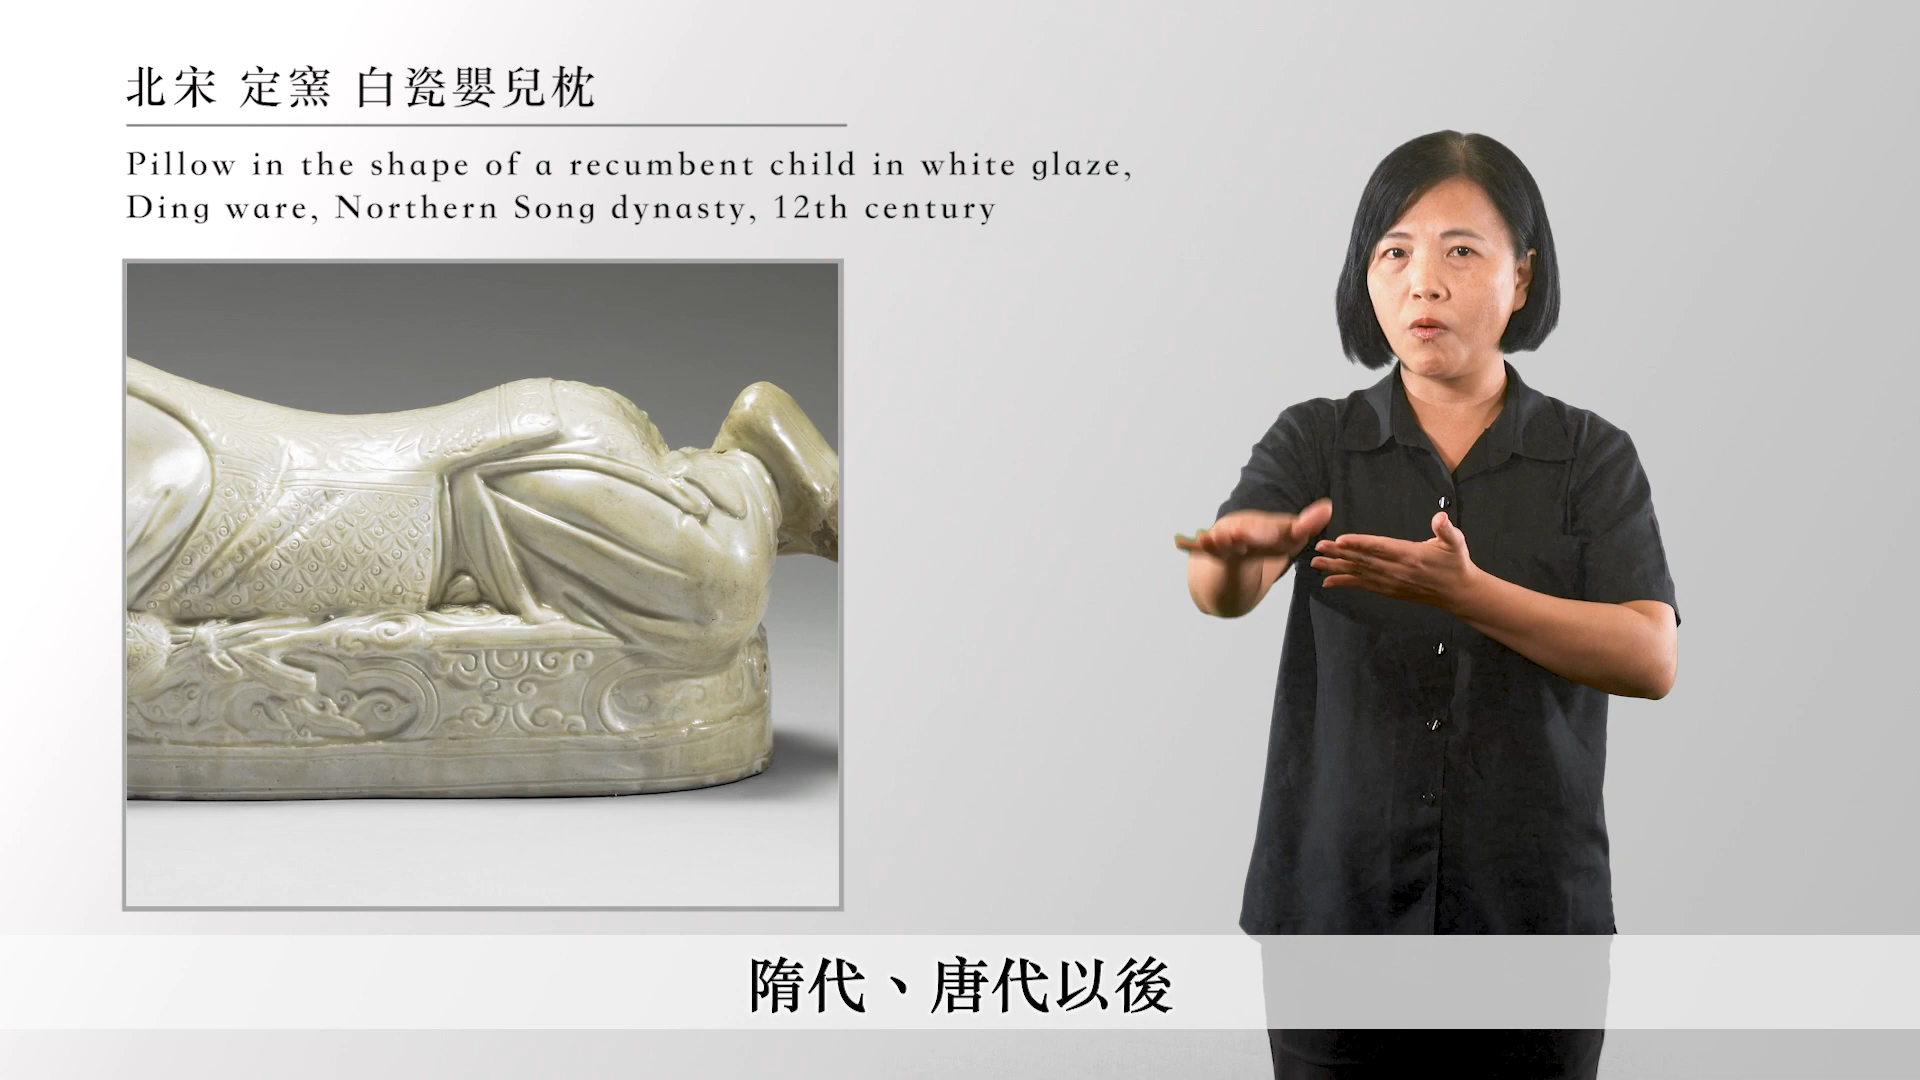 北宋 定窯 白瓷嬰兒枕
Pillow in the shape of a recumbent child in white glaze,
Ding ware, Northern Song dynasty, 12th century
隋代、唐代以後